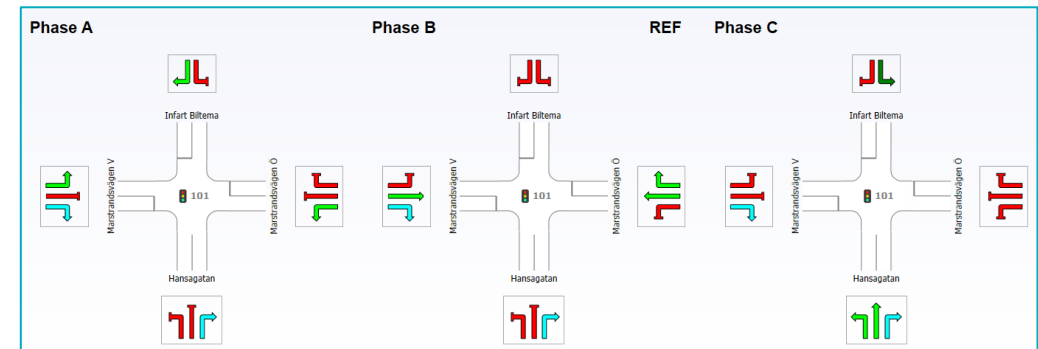 Phase A
Phase B
REF
Phase C
Infart Biltema
Marstrandsvägen V
101
Marstrandsvägen Ö
Hansagatan
Infart Biltema
Marstrandsvägen V
101
Marstrandsvägen Ö
Hansagatan
Infart Biltema
Marstrandsvägen V
101
Marstrandsvägen Ö
Hansagatan